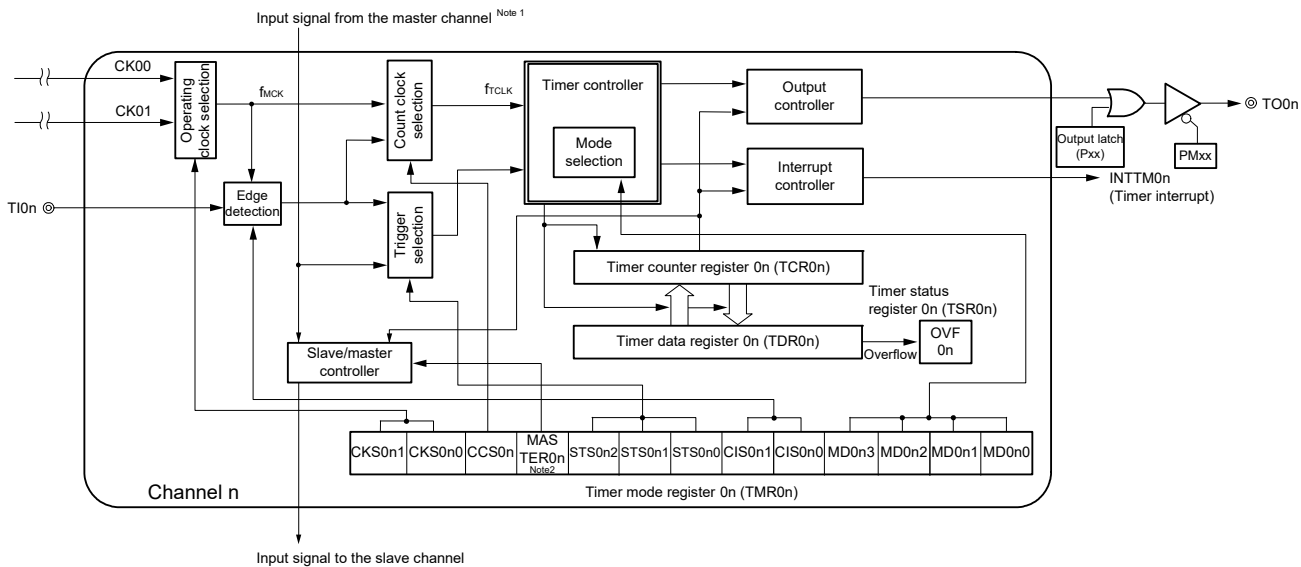 Input signal from the master channel Note 1
CK00
CK01
Operating
clock selection
fMCK
Count clock
selection
fTCLK
Timer controller
Mode
selection
Output
controller
Interrupt
controller
Output latch
(Pxx)
PMxx
TO0n
INTTM0n
(Timer interrupt)
TI0n
Edge
detection
Trigger
selection
Timer counter register 0n (TCR0n)
Timer status
register 0n (TSR0n)
Timer data register 0n (TDR0n)
Overflow
OVF
0n
Slave/master
controller
CKS0n1
CKS0n0
CCS0n
MAS
TER0n
Note2
STS0n2
STS0n1
STS0n0
CIS0n1
CIS0n0
MD0n3
MD0n2
MD0n1
MD0n0
Channel n
Timer mode register 0n (TMR0n)
Input signal to the slave channel